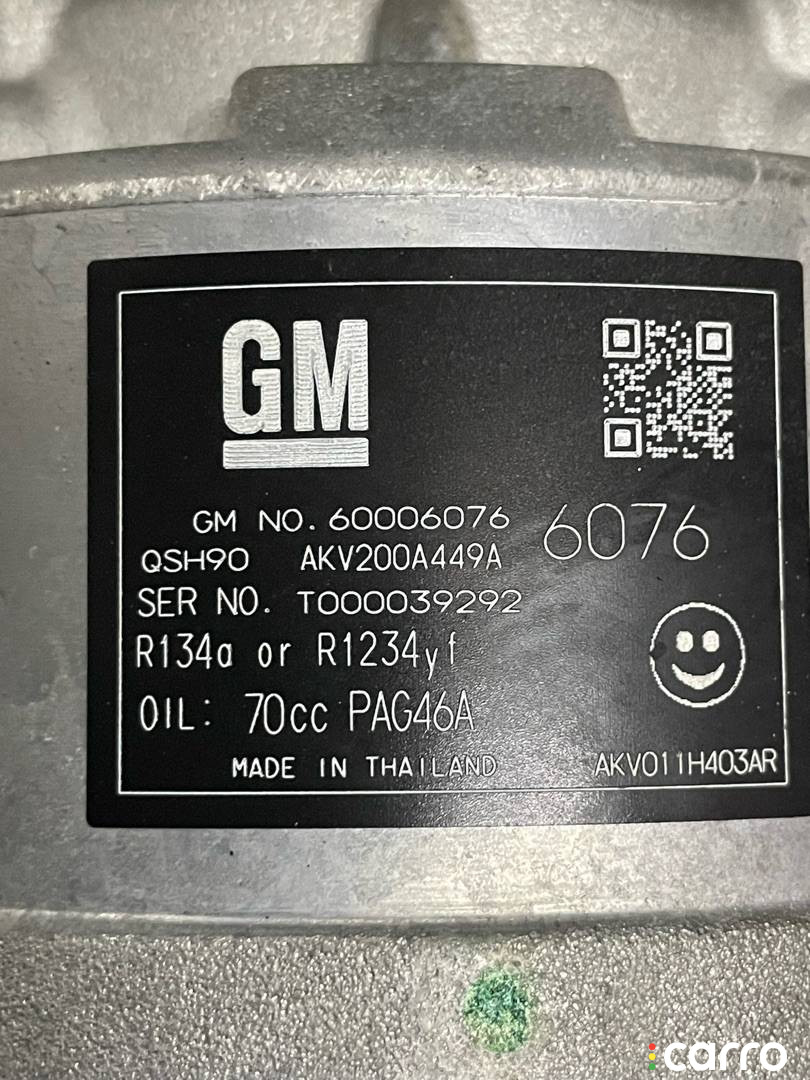 GM
GM NO. 60006076 6076
QSH90 AKV200A449A
SER NO. T000039292
R134a or R1234yf
OIL: 70cc PAG46A
MADE IN THAILAND AKV011H403AR
carro